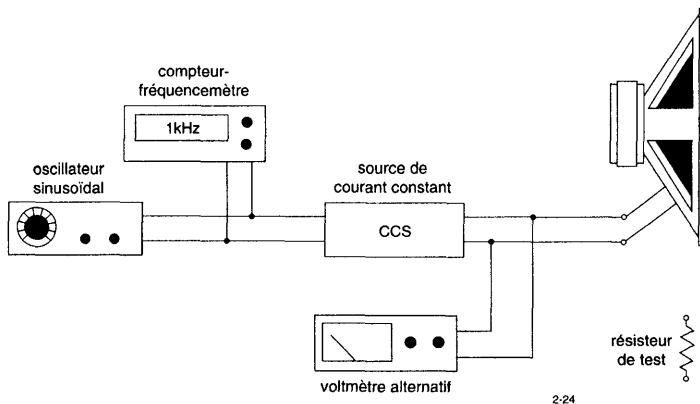 compteur-
fréquencemètre
1kHz
oscillateur
sinusoïdal
source de
courant constant
CCS
voltmètre alternatif
résisteur
de test
2-24